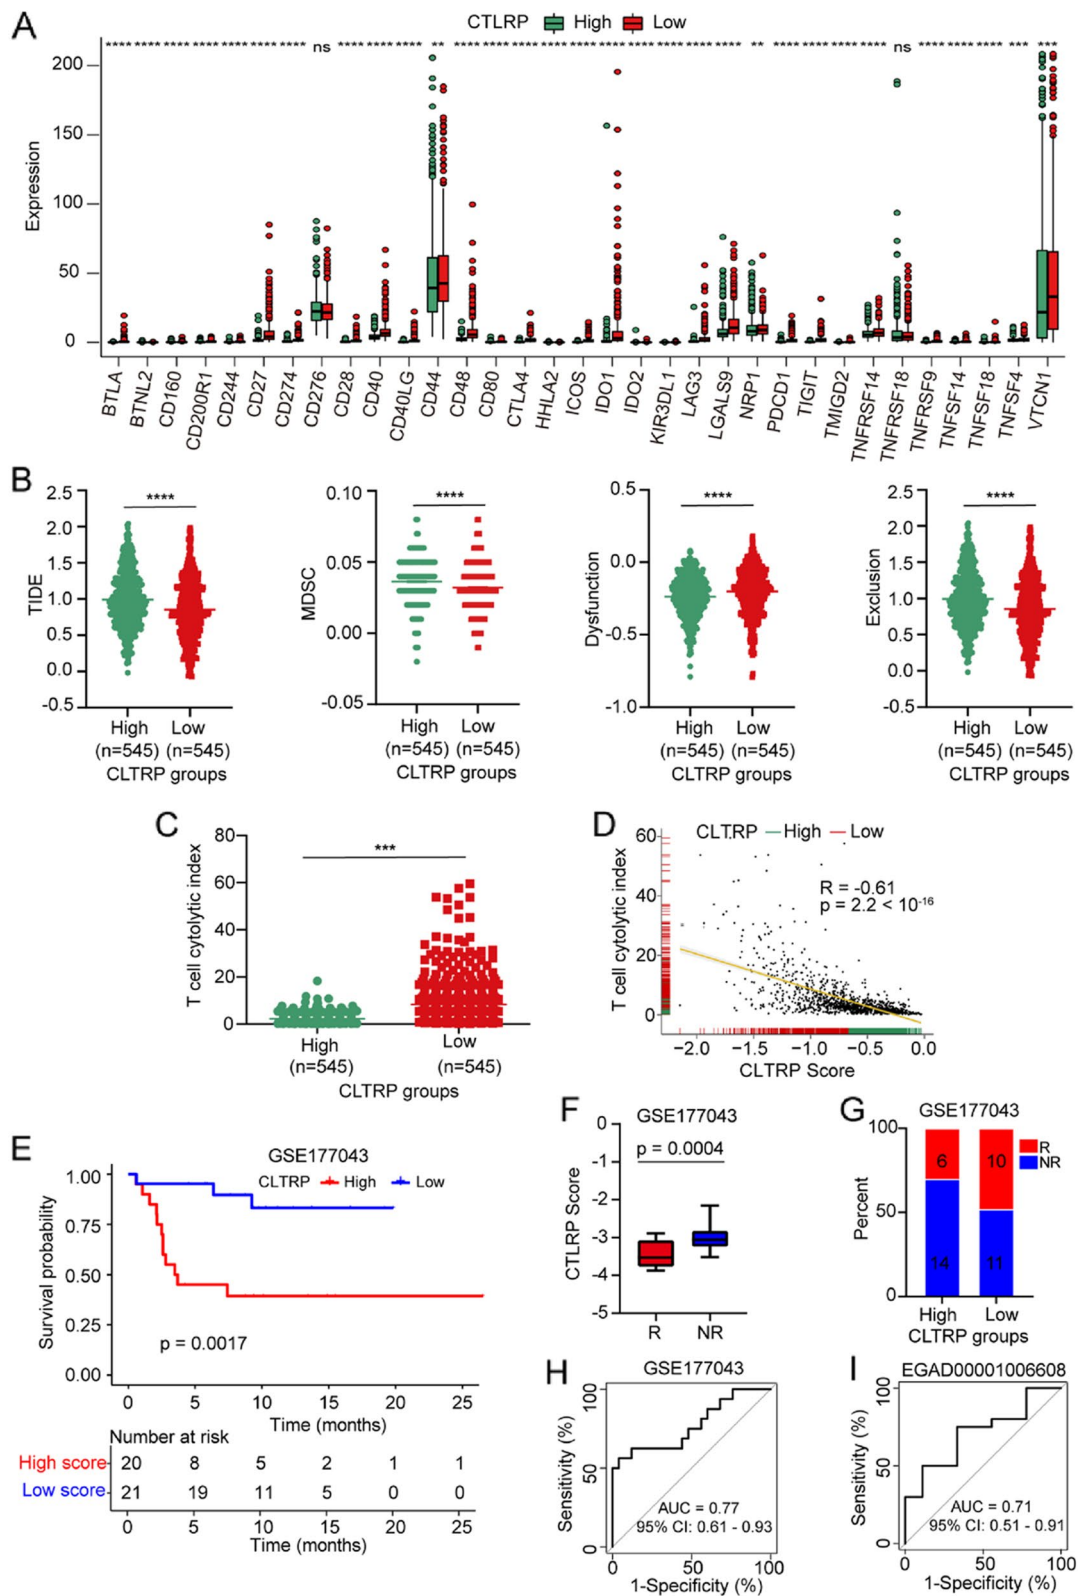 A
CTLRP High Low
**** **** **** **** **** **** **** ns **** **** **** ** **** **** **** **** **** **** **** **** **** **** ** **** **** **** **** ns **** **** **** *** ***
Expression
200
150
100
50
0
BTLA BTNL2 CD160 CD200R1 CD244 CD27 CD274 CD276 CD28 CD40 CD40LG CD44 CD48 CD80 CTLA4 HHLA2 ICOS IDO1 IDO2 KIR3DL1 LAG3 LGALS9 NRP1 PDCD1 TIGIT TMIGD2 TNFRSF14 TNFRSF18 TNFRSF9 TNFSF14 TNFSF18 TNFSF4 VTCN1
B
TIDE
2.5
2.0
1.5
1.0
0.5
0.0
-0.5
****
High Low
(n=545) (n=545)
CLTRP groups
MDSC
0.10
0.05
0.00
-0.05
****
High Low
(n=545) (n=545)
CLTRP groups
Dysfunction
0.5
0.0
-0.5
-1.0
****
High Low
(n=545) (n=545)
CLTRP groups
Exclusion
2.5
2.0
1.5
1.0
0.5
0.0
-0.5
****
High Low
(n=545) (n=545)
CLTRP groups
C
T cell cytolytic index
80
60
40
20
0
***
High Low
(n=545) (n=545)
CLTRP groups
D
CLTRP High Low
T cell cytolytic index
60
40
20
0
R = -0.61
p = 2.2 < 10-16
−2.0 −1.5 −1.0 −0.5 0.0
CLTRP Score
E
GSE177043
CLTRP High Low
Survival probability
1.00
0.75
0.50
0.25
0.00
p = 0.0017
0 5 10 15 20 25
Time (months)
Number at risk
High score 20 8 5 2 1 1
Low score 21 19 11 5 0 0
0 5 10 15 20 25
Time (months)
F
GSE177043
CTLRP Score
0
-1
-2
-3
-4
-5
p = 0.0004
R NR
G
GSE177043
Percent
100
50
0
6 10
14 11
R
NR
High Low
CLTRP groups
H
GSE177043
Sensitivity (%)
100
50
0
AUC = 0.77
95% CI: 0.61 - 0.93
0 50 100
1-Specificity (%)
I
EGAD00001006608
Sensitivity (%)
100
50
0
AUC = 0.71
95% CI: 0.51 - 0.91
0 50 100
1-Specificity (%)